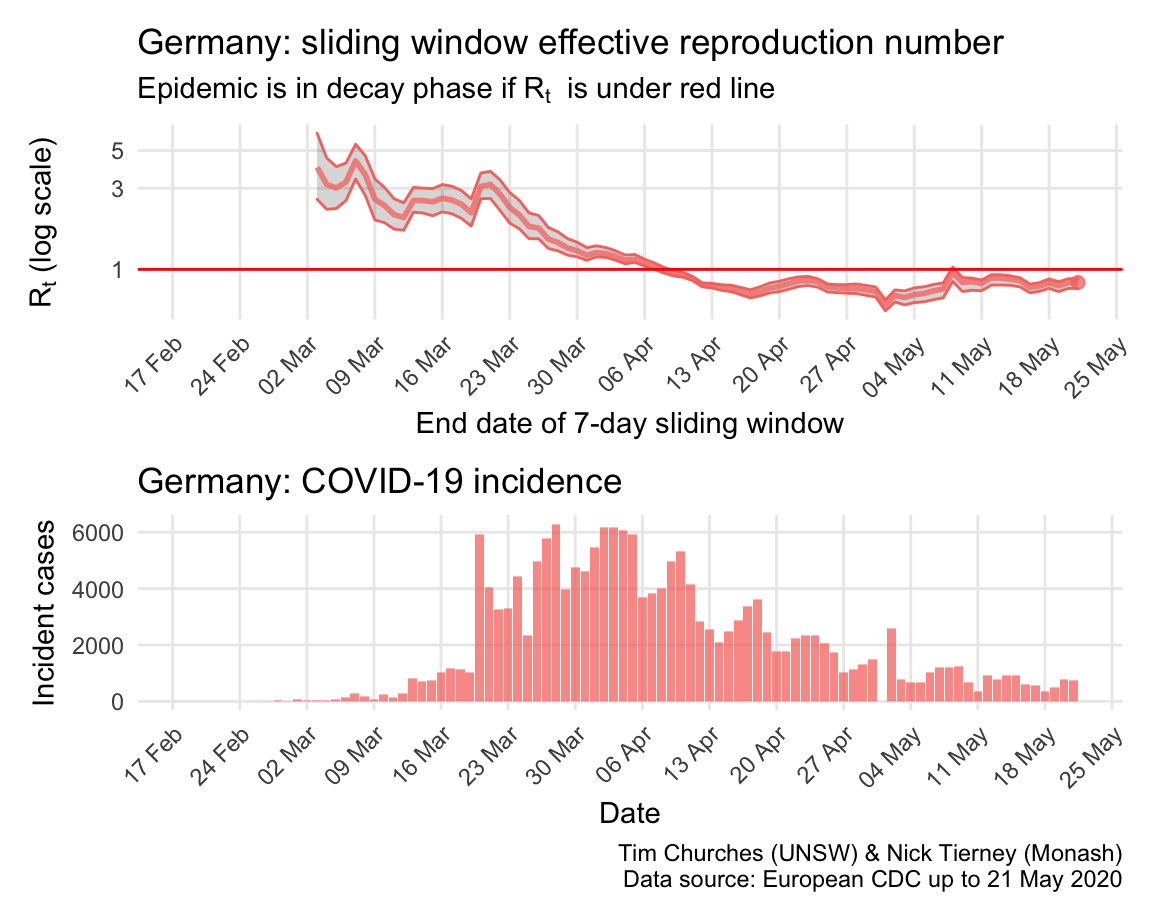 Germany: sliding window effective reproduction number
Epidemic is in decay phase if Rt is under red line
Rt (log scale)
5
3
1
17 Feb
24 Feb
02 Mar
09 Mar
16 Mar
23 Mar
30 Mar
06 Apr
13 Apr
20 Apr
27 Apr
04 May
11 May
18 May
25 May
End date of 7-day sliding window
Germany: COVID-19 incidence
Incident cases
6000
4000
2000
0
17 Feb
24 Feb
02 Mar
09 Mar
16 Mar
23 Mar
30 Mar
06 Apr
13 Apr
20 Apr
27 Apr
04 May
11 May
18 May
25 May
Date
Tim Churches (UNSW) & Nick Tierney (Monash)
Data source: European CDC up to 21 May 2020